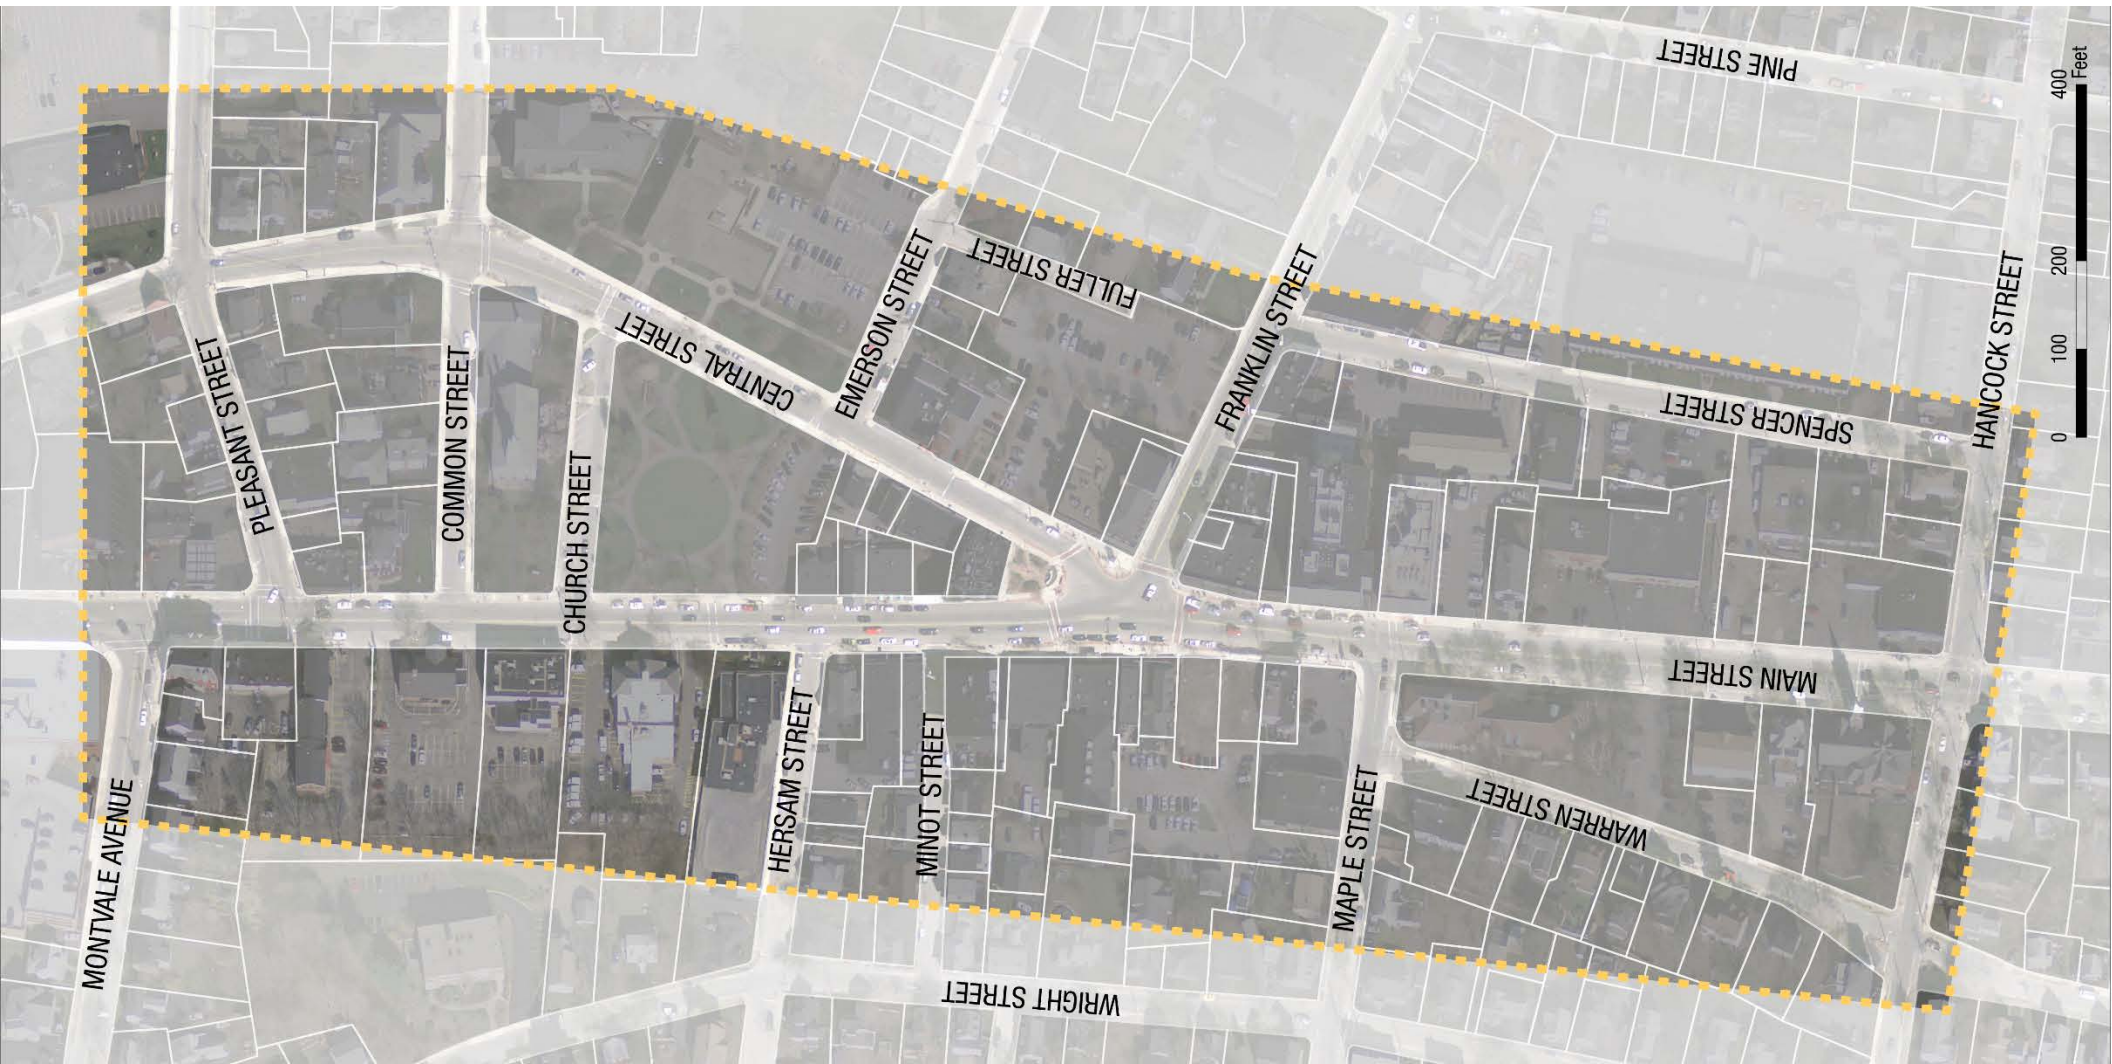 PINE STREET
400
Feet
200
100
0
HANCOCK STREET
FULLER STREET
EMERSON STREET
FRANKLIN STREET
CENTRAL STREET
SPENCER STREET
PLEASANT STREET
COMMON STREET
CHURCH STREET
MAIN STREET
HERSAM STREET
MINOT STREET
MONTVALE AVENUE
MAPLE STREET
WARREN STREET
WRIGHT STREET